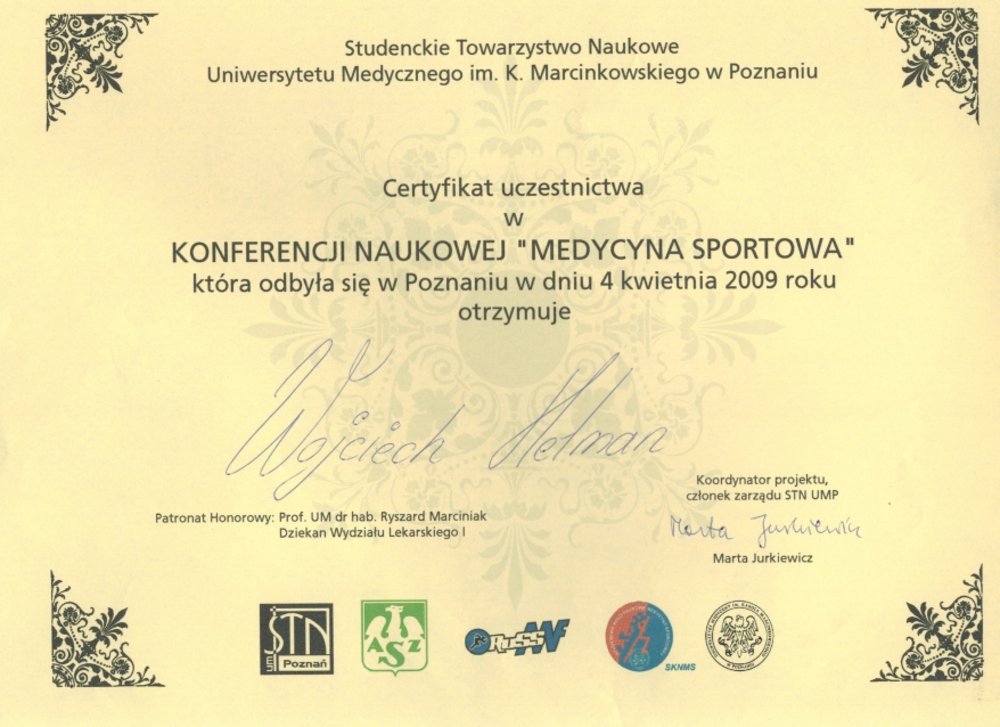 Studenckie Towarzystwo Naukowe
Uniwersytetu Medycznego im. K. Marcinkowskiego w Poznaniu
Certyfikat uczestnictwa
w
KONFERENCJI NAUKOWEJ "MEDYCYNA SPORTOWA"
która odbyła się w Poznaniu w dniu 4 kwietnia 2009 roku
otrzymuje
Wojciech Helman
Koordynator projektu,
członek zarządu STN UMP
Patronat Honorowy: Prof. UM dr hab. Ryszard Marciniak
Dziekan Wydziału Lekarskiego I
Marta Jurkiewicz
Marta Jurkiewicz
STN
UM
Poznań
AZS
SKNMS